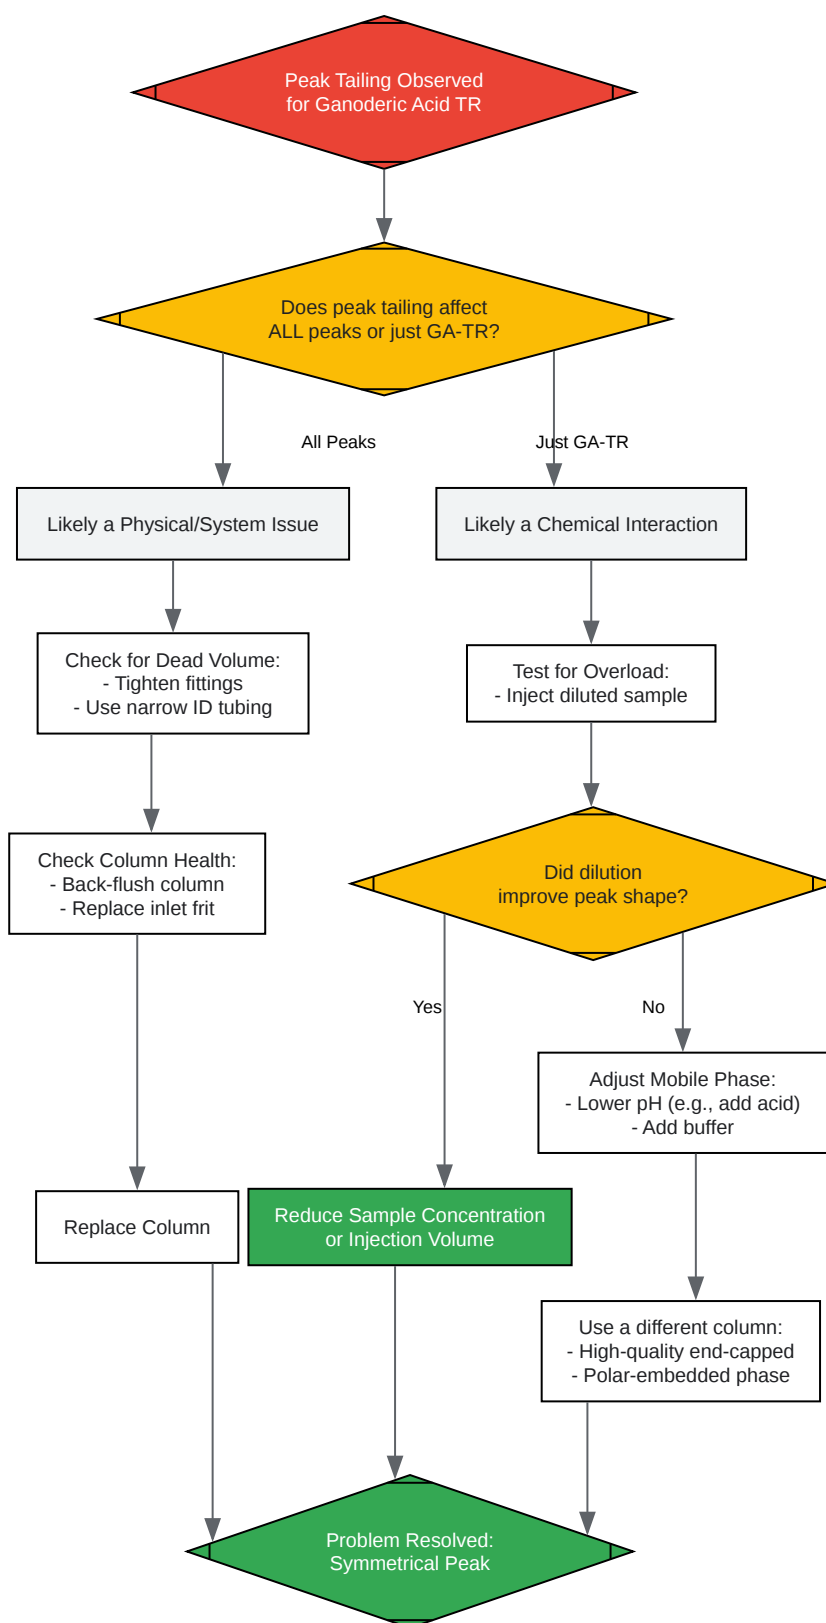 Peak Tailing Observed
for Ganoderic Acid TR
Does peak tailing affect
ALL peaks or just GA-TR?
All Peaks
Just GA-TR
Likely a Physical/System Issue
Likely a Chemical Interaction
Check for Dead Volume:
- Tighten fittings
- Use narrow ID tubing
Test for Overload:
- Inject diluted sample
Check Column Health:
- Back-flush column
- Replace inlet frit
Did dilution
improve peak shape?
Yes
No
Adjust Mobile Phase:
- Lower pH (e.g., add acid)
- Add buffer
Replace Column
Reduce Sample Concentration
or Injection Volume
Use a different column:
- High-quality end-capped
- Polar-embedded phase
Problem Resolved:
Symmetrical Peak